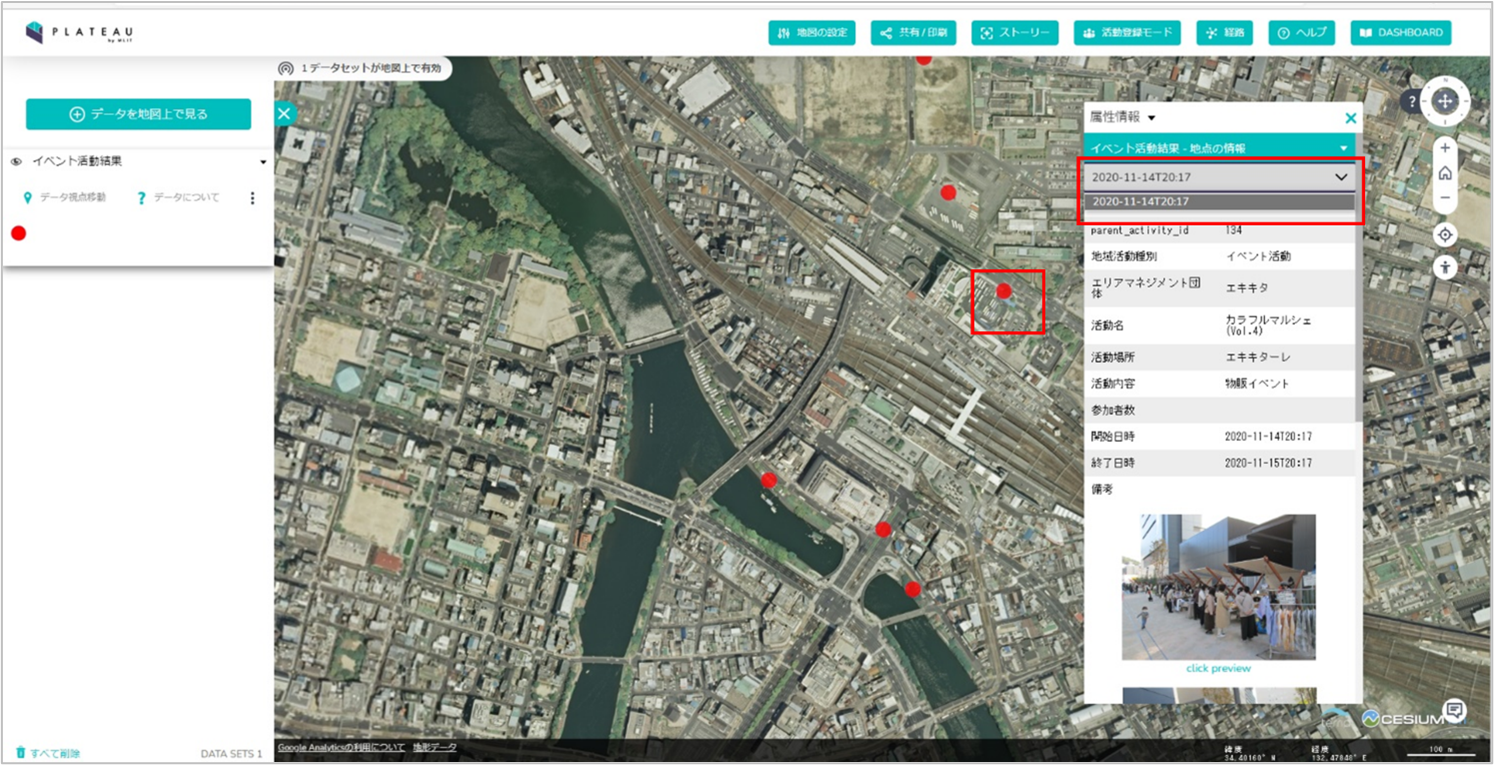 PLATEAU
by MLIT
地図の設定
共有/印刷
ストーリー
活動登録モード
経路
ヘルプ
DASHBOARD
1データセットが地図上で有効
データを地図上で見る
イベント活動結果
データ視点移動
データについて
属性情報
イベント活動結果 - 地点の情報
2020-11-14T20:17
2020-11-14T20:17
parent_activity_id 134
地域活動種別 イベント活動
エリアマネジメント団
体
エキキタ
活動名
カラフルマルシェ
(Vol.4)
活動場所 エキキターレ
活動内容 物販イベント
参加者数
開始日時 2020-11-14T20:17
終了日時 2020-11-15T20:17
備考
click preview
CESIUM
すべて削除
DATA SETS 1
Google Analyticsの利用について 地形データ
緯度
34.40160° N
経度
132.47040° E
100 m